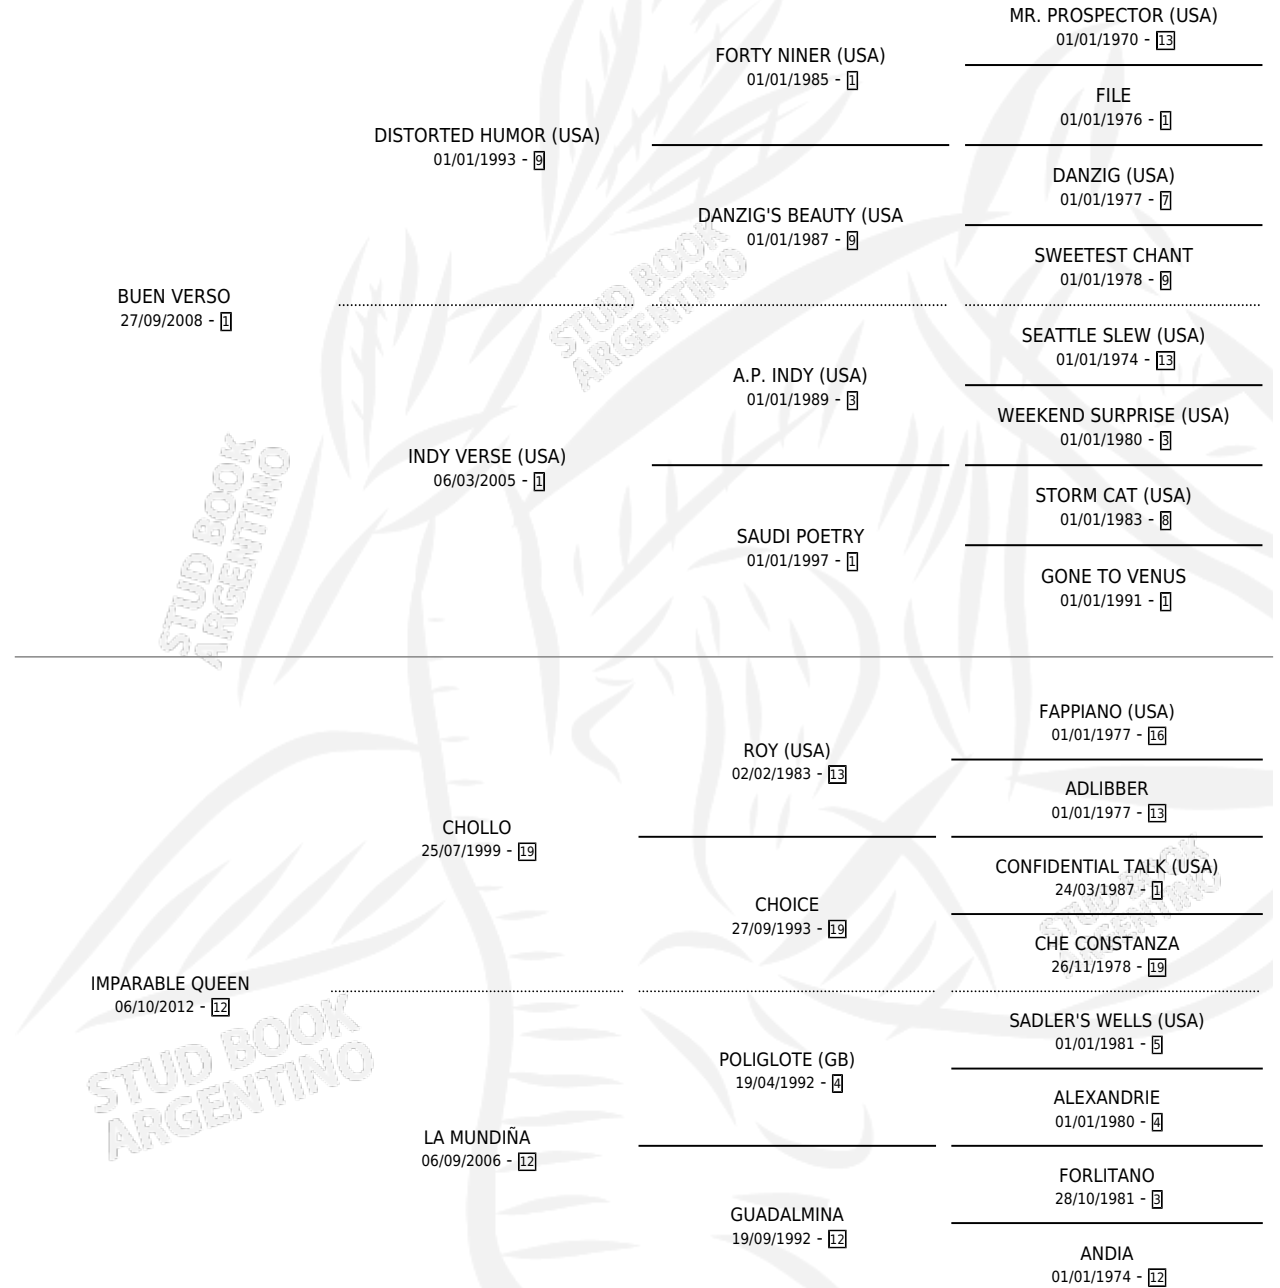 MR. PROSPECTOR (USA)
01/01/1970 - 13
FORTY NINER (USA)
01/01/1985 - 1
FILE
01/01/1976 - 1
DISTORTED HUMOR (USA)
01/01/1993 - 9
DANZIG (USA)
01/01/1977 - 7
DANZIG'S BEAUTY (USA
01/01/1987 - 9
SWEETEST CHANT
01/01/1978 - 9
BUEN VERSO
27/09/2008 - 1
SEATTLE SLEW (USA)
01/01/1974 - 13
A.P. INDY (USA)
01/01/1989 - 3
WEEKEND SURPRISE (USA)
01/01/1980 - 3
INDY VERSE (USA)
06/03/2005 - 1
STORM CAT (USA)
01/01/1983 - 8
SAUDI POETRY
01/01/1997 - 1
GONE TO VENUS
01/01/1991 - 1
FAPPIANO (USA)
01/01/1977 - 16
ROY (USA)
02/02/1983 - 13
ADLIBBER
01/01/1977 - 13
CHOLLO
25/07/1999 - 19
CONFIDENTIAL TALK (USA)
24/03/1987 - 1
CHOICE
27/09/1993 - 19
CHE CONSTANZA
26/11/1978 - 19
IMPARABLE QUEEN
06/10/2012 - 12
SADLER'S WELLS (USA)
01/01/1981 - 5
POLIGLOTE (GB)
19/04/1992 - 4
ALEXANDRIE
01/01/1980 - 4
LA MUNDIÑA
06/09/2006 - 12
FORLITANO
28/10/1981 - 3
GUADALMINA
19/09/1992 - 12
ANDIA
01/01/1974 - 12
STUD BOOK
ARGENTINO
STUD BOOK
ARGENTINO
STUD BOOK
ARGENTINO
STUD BOOK
ARGENTINO